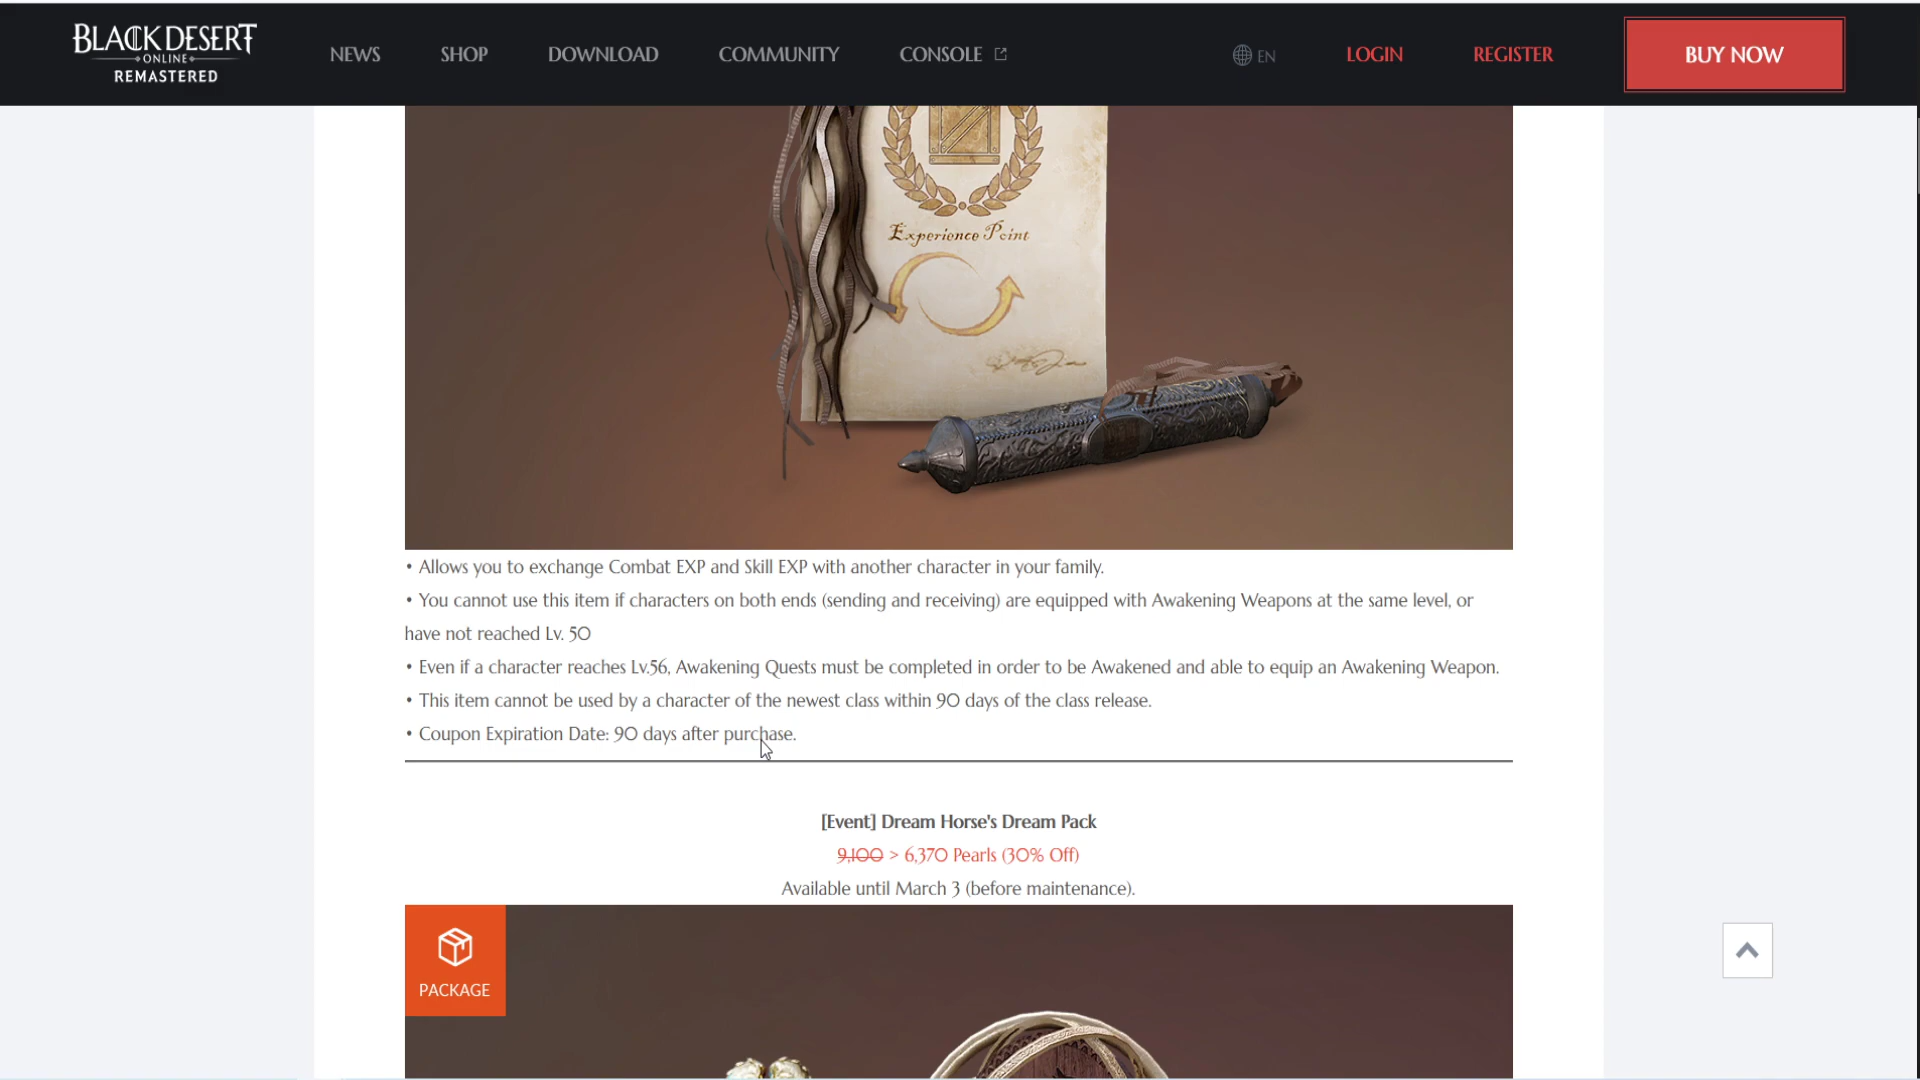 BLACK DESERT
ONLINE
REMASTERED
NEWS
SHOP
DOWNLOAD
COMMUNITY
CONSOLE
EN
LOGIN
REGISTER
BUY NOW
Experience Point
• Allows you to exchange Combat EXP and Skill EXP with another character in your family.
• You cannot use this item if characters on both ends (sending and receiving) are equipped with Awakening Weapons at the same level, or
have not reached Lv. 50
• Even if a character reaches Lv.56, Awakening Quests must be completed in order to be Awakened and able to equip an Awakening Weapon.
• This item cannot be used by a character of the newest class within 90 days of the class release.
• Coupon Expiration Date: 90 days after purchase.
[Event] Dream Horse's Dream Pack
9,100 > 6,370 Pearls (30% Off)
Available until March 3 (before maintenance).
PACKAGE